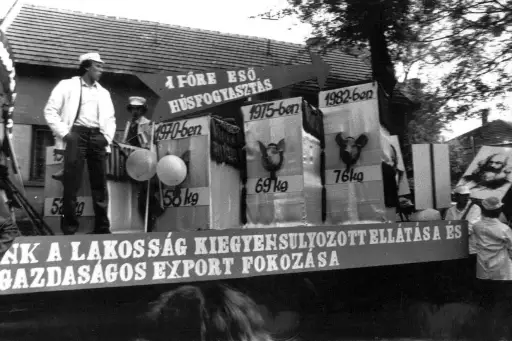 1 FŐRE ESŐ
HÚSFOGYASZTÁS
1970-ben
1975-ben
1982-ben
58 kg
69 kg
76 kg
NK A LAKOSSÁG KIEGYENSÚLYOZOTT ELLÁTÁSA ÉS
GAZDASÁGOS EXPORT FOKOZÁSA